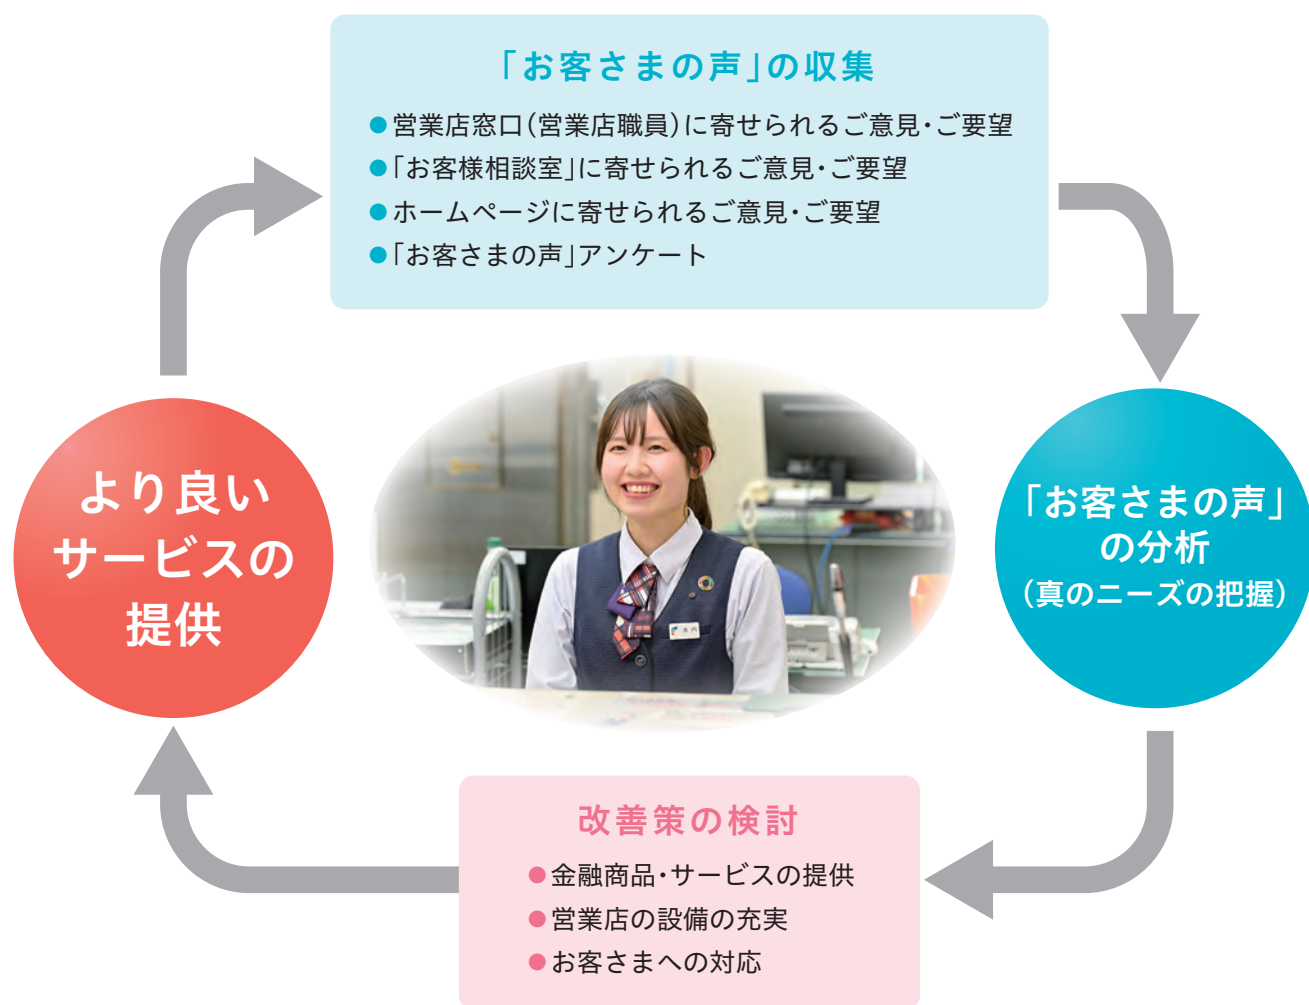 「お客さまの声」の収集
●営業店窓口(営業店職員)に寄せられるご意見・ご要望
●「お客様相談室」に寄せられるご意見・ご要望
●ホームページに寄せられるご意見・ご要望
●「お客さまの声」アンケート
「お客さまの声」
の分析
(真のニーズの把握)
改善策の検討
●金融商品・サービスの提供
●営業店の設備の充実
●お客さまへの対応
より良い
サービスの
提供